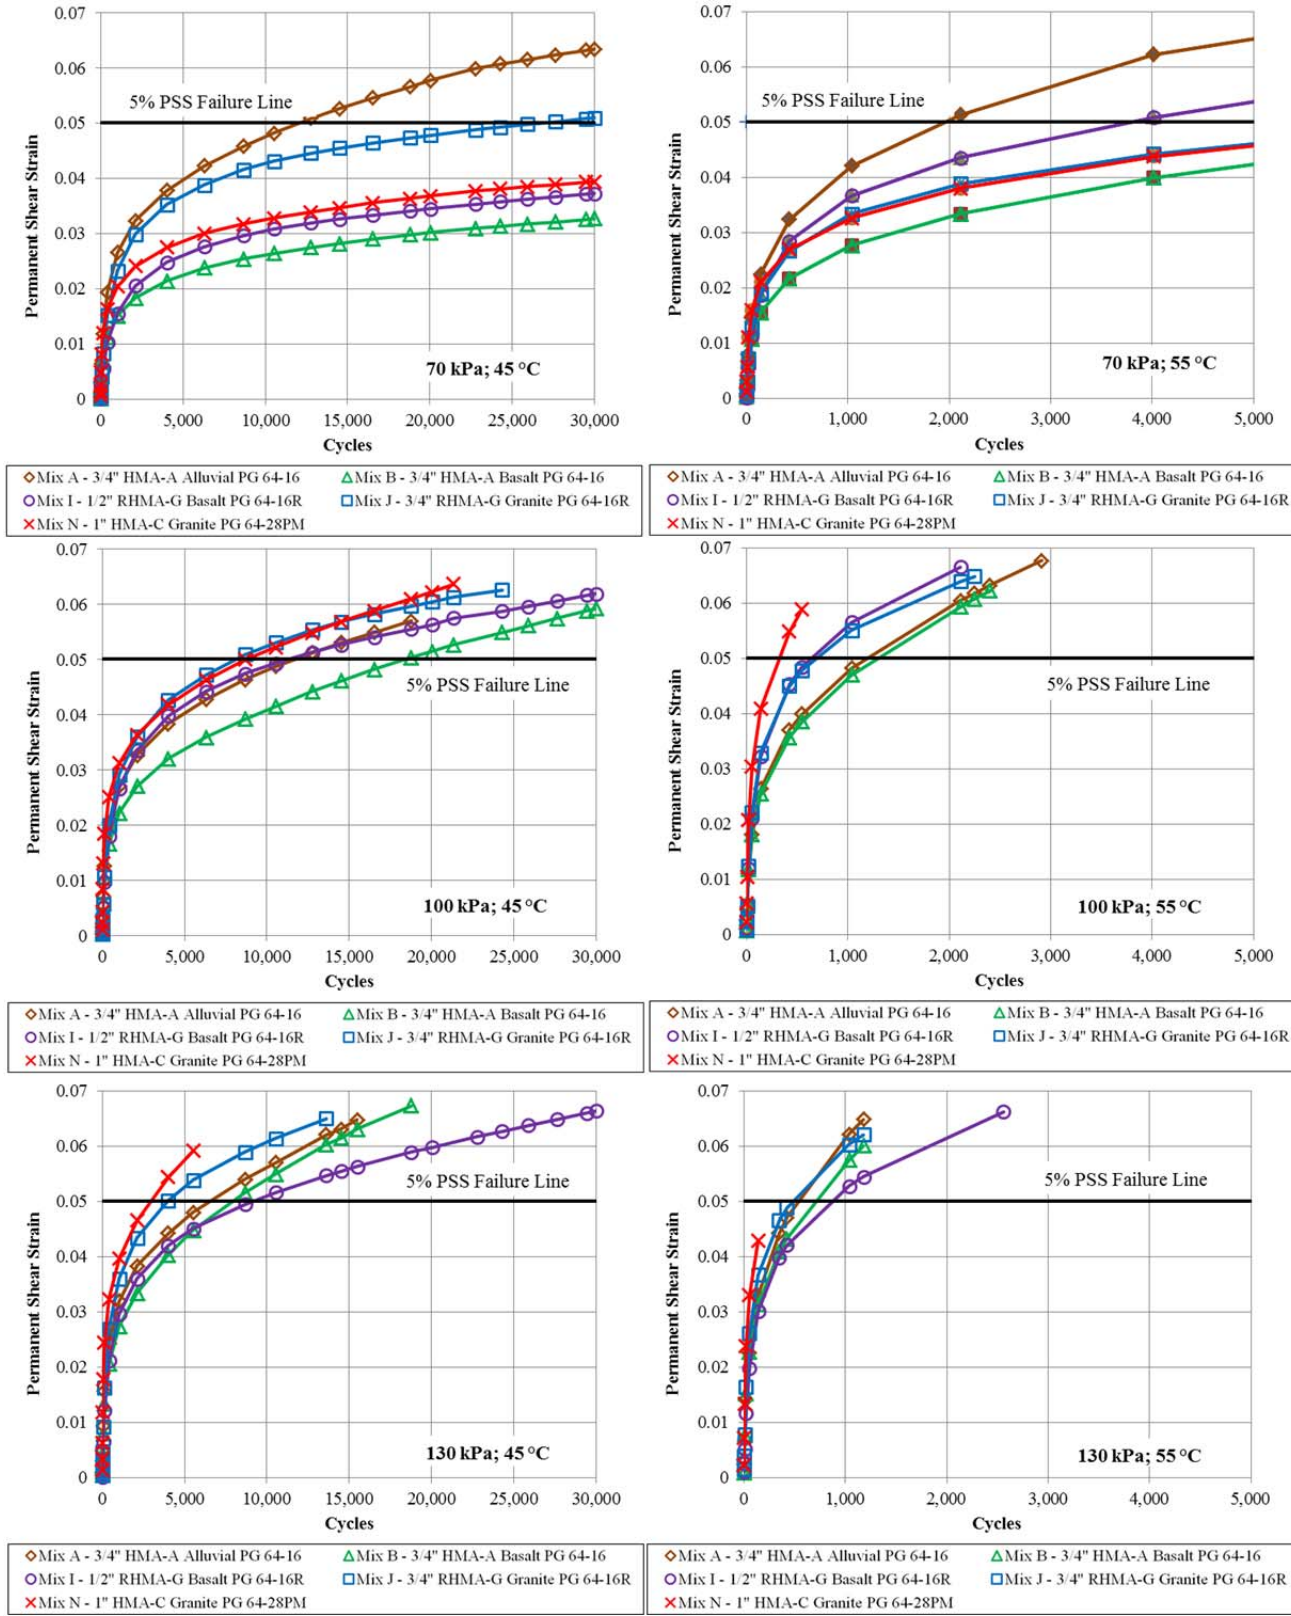 0.07
0.06
0.05
0.04
0.03
0.02
0.01
0
Permanent Shear Strain
5% PSS Failure Line
70 kPa; 45 °C
0 5,000 10,000 15,000 20,000 25,000 30,000
Cycles
◇Mix A - 3/4" HMA-A Alluvial PG 64-16 △Mix B - 3/4" HMA-A Basalt PG 64-16
○Mix I - 1/2" RHMA-G Basalt PG 64-16R □Mix J - 3/4" RHMA-G Granite PG 64-16R
×Mix N - 1" HMA-C Granite PG 64-28PM
0.07
0.06
0.05
0.04
0.03
0.02
0.01
0
Permanent Shear Strain
5% PSS Failure Line
70 kPa; 55 °C
0 1,000 2,000 3,000 4,000 5,000
Cycles
◇Mix A - 3/4" HMA-A Alluvial PG 64-16 △Mix B - 3/4" HMA-A Basalt PG 64-16
○Mix I - 1/2" RHMA-G Basalt PG 64-16R □Mix J - 3/4" RHMA-G Granite PG 64-16R
×Mix N - 1" HMA-C Granite PG 64-28PM
0.07
0.06
0.05
0.04
0.03
0.02
0.01
0
Permanent Shear Strain
5% PSS Failure Line
100 kPa; 45 °C
0 5,000 10,000 15,000 20,000 25,000 30,000
Cycles
◇Mix A - 3/4" HMA-A Alluvial PG 64-16 △Mix B - 3/4" HMA-A Basalt PG 64-16
○Mix I - 1/2" RHMA-G Basalt PG 64-16R □Mix J - 3/4" RHMA-G Granite PG 64-16R
×Mix N - 1" HMA-C Granite PG 64-28PM
0.07
0.06
0.05
0.04
0.03
0.02
0.01
0
Permanent Shear Strain
5% PSS Failure Line
100 kPa; 55 °C
0 1,000 2,000 3,000 4,000 5,000
Cycles
◇Mix A - 3/4" HMA-A Alluvial PG 64-16 △Mix B - 3/4" HMA-A Basalt PG 64-16
○Mix I - 1/2" RHMA-G Basalt PG 64-16R □Mix J - 3/4" RHMA-G Granite PG 64-16R
×Mix N - 1" HMA-C Granite PG 64-28PM
0.07
0.06
0.05
0.04
0.03
0.02
0.01
0
Permanent Shear Strain
5% PSS Failure Line
130 kPa; 45 °C
0 5,000 10,000 15,000 20,000 25,000 30,000
Cycles
◇Mix A - 3/4" HMA-A Alluvial PG 64-16 △Mix B - 3/4" HMA-A Basalt PG 64-16
○Mix I - 1/2" RHMA-G Basalt PG 64-16R □Mix J - 3/4" RHMA-G Granite PG 64-16R
×Mix N - 1" HMA-C Granite PG 64-28PM
0.07
0.06
0.05
0.04
0.03
0.02
0.01
0
Permanent Shear Strain
5% PSS Failure Line
130 kPa; 55 °C
0 1,000 2,000 3,000 4,000 5,000
Cycles
◇Mix A - 3/4" HMA-A Alluvial PG 64-16 △Mix B - 3/4" HMA-A Basalt PG 64-16
○Mix I - 1/2" RHMA-G Basalt PG 64-16R □Mix J - 3/4" RHMA-G Granite PG 64-16R
×Mix N - 1" HMA-C Granite PG 64-28PM